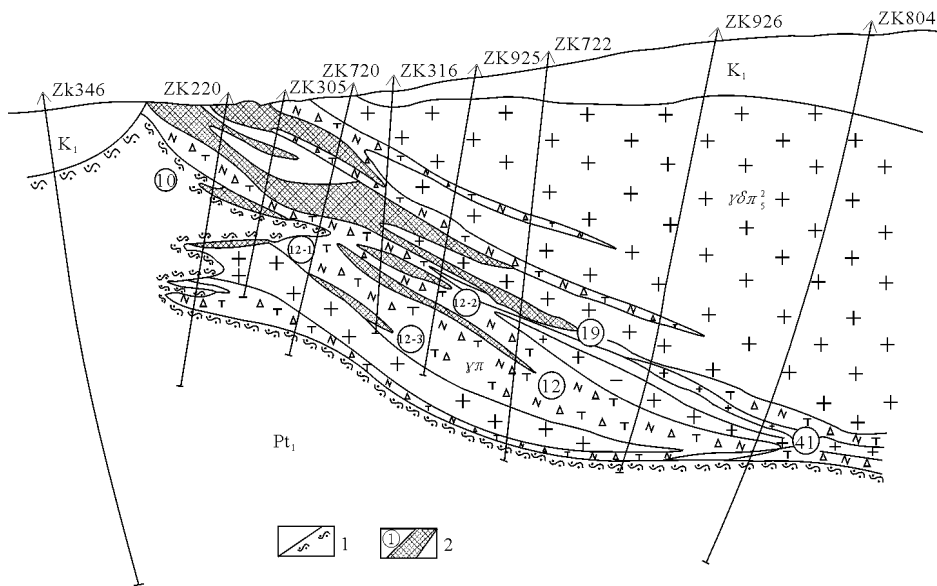 ZK804
ZK926
ZK722
ZK925
ZK720
ZK316
ZK220
ZK305
Zk346
K₁
K₁
γδπ₅²
10
12-1
12-2
19
12-3
γπ
12
41
Pt₁
1
① 2